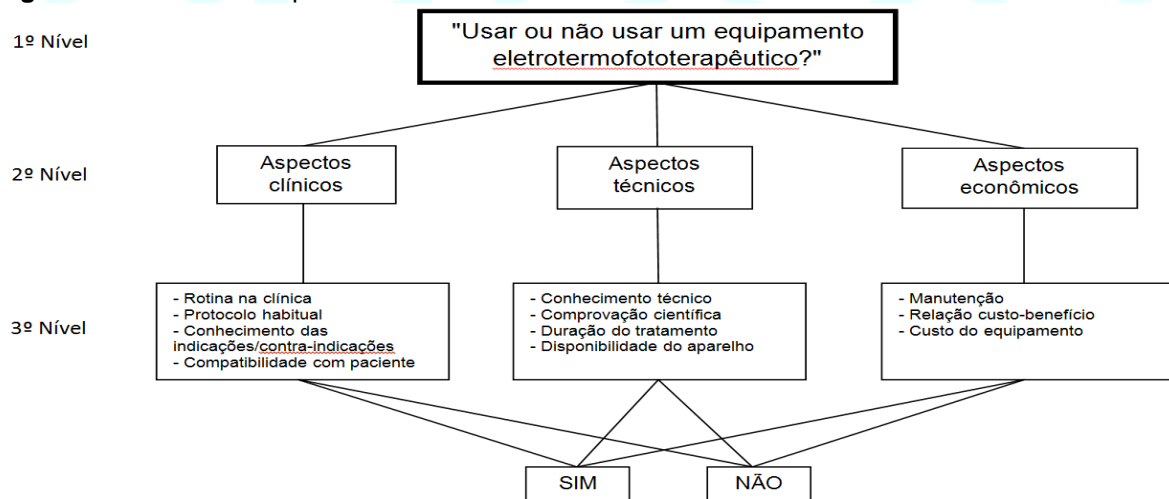 1º Nível
"Usar ou não usar um equipamento
eletrotermofototerapêutico?"
2º Nível
Aspectos
clínicos
Aspectos
técnicos
Aspectos
econômicos
3º Nível
- Rotina na clínica
- Protocolo habitual
- Conhecimento das
indicações/contra-indicações
- Compatibilidade com paciente
- Conhecimento técnico
- Comprovação científica
- Duração do tratamento
- Disponibilidade do aparelho
- Manutenção
- Relação custo-benefício
- Custo do equipamento
SIM
NÃO